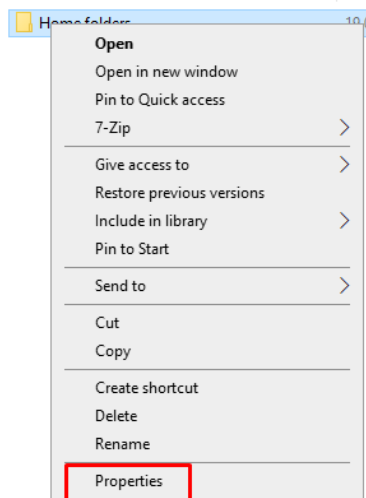 Home folders
Open
Open in new window
Pin to Quick access
7-Zip
Give access to
Restore previous versions
Include in library
Pin to Start
Send to
Cut
Copy
Create shortcut
Delete
Rename
Properties